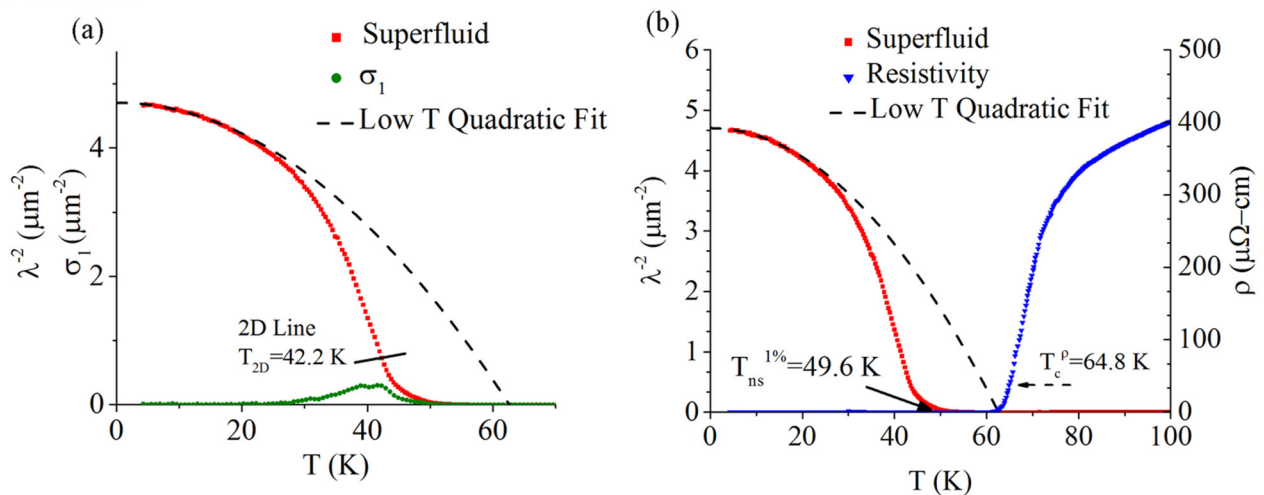 (a)
Superfluid
σ1
Low T Quadratic Fit
λ-2 (μm-2)
σ1 (μm-2)
4
2
0
2D Line
T2D=42.2 K
0
20
40
60
T (K)
(b)
Superfluid
Resistivity
Low T Quadratic Fit
λ-2 (μm-2)
6
5
4
3
2
1
0
Tns1%=49.6 K
Tcρ=64.8 K
500
400
300
200
100
0
ρ (μΩ–cm)
0
20
40
60
80
100
T (K)